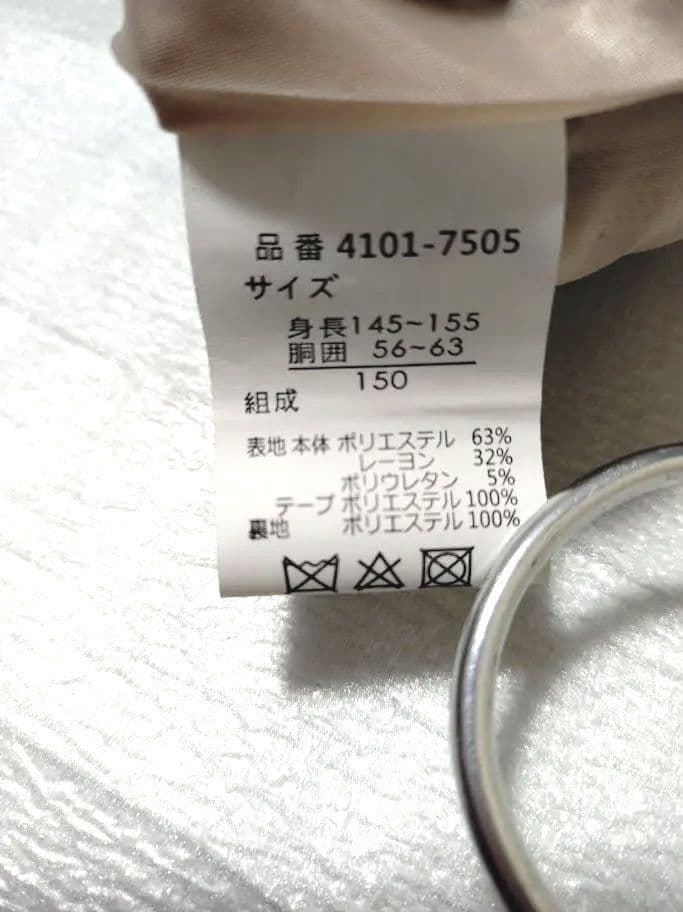 品番 4101-7505
サイズ
身長145~155
胴囲 56~63
150
組成
表地 本体 ポリエステル 63%
レーヨン 32%
ポリウレタン 5%
テープ ポリエステル 100%
裏地 ポリエステル 100%